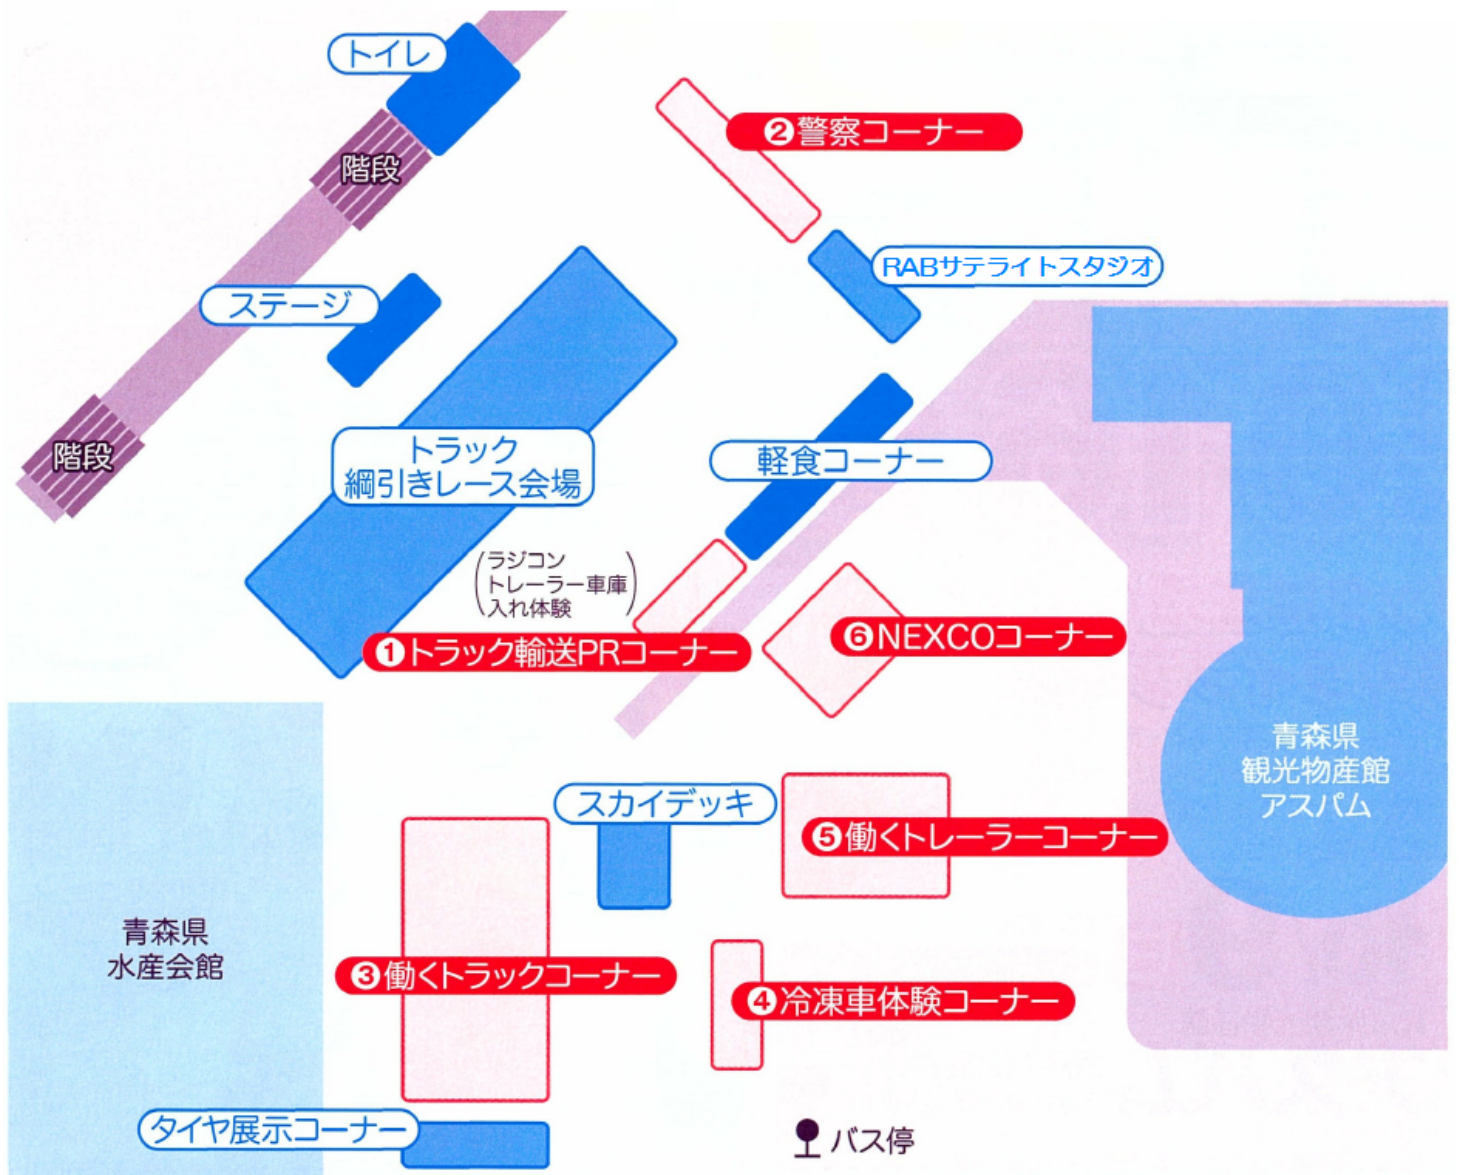 トイレ
❷警察コーナー
階段
RABサテライトスタジオ
ステージ
階段
トラック
綱引きレース会場
軽食コーナー
(ラジコン
トレーラー車庫
入れ体験)
❶トラック輸送PRコーナー
❻NEXCOコーナー
青森県
観光物産館
アスパム
スカイデッキ
❺働くトレーラーコーナー
青森県
水産会館
❸働くトラックコーナー
❹冷凍車体験コーナー
タイヤ展示コーナー
バス停